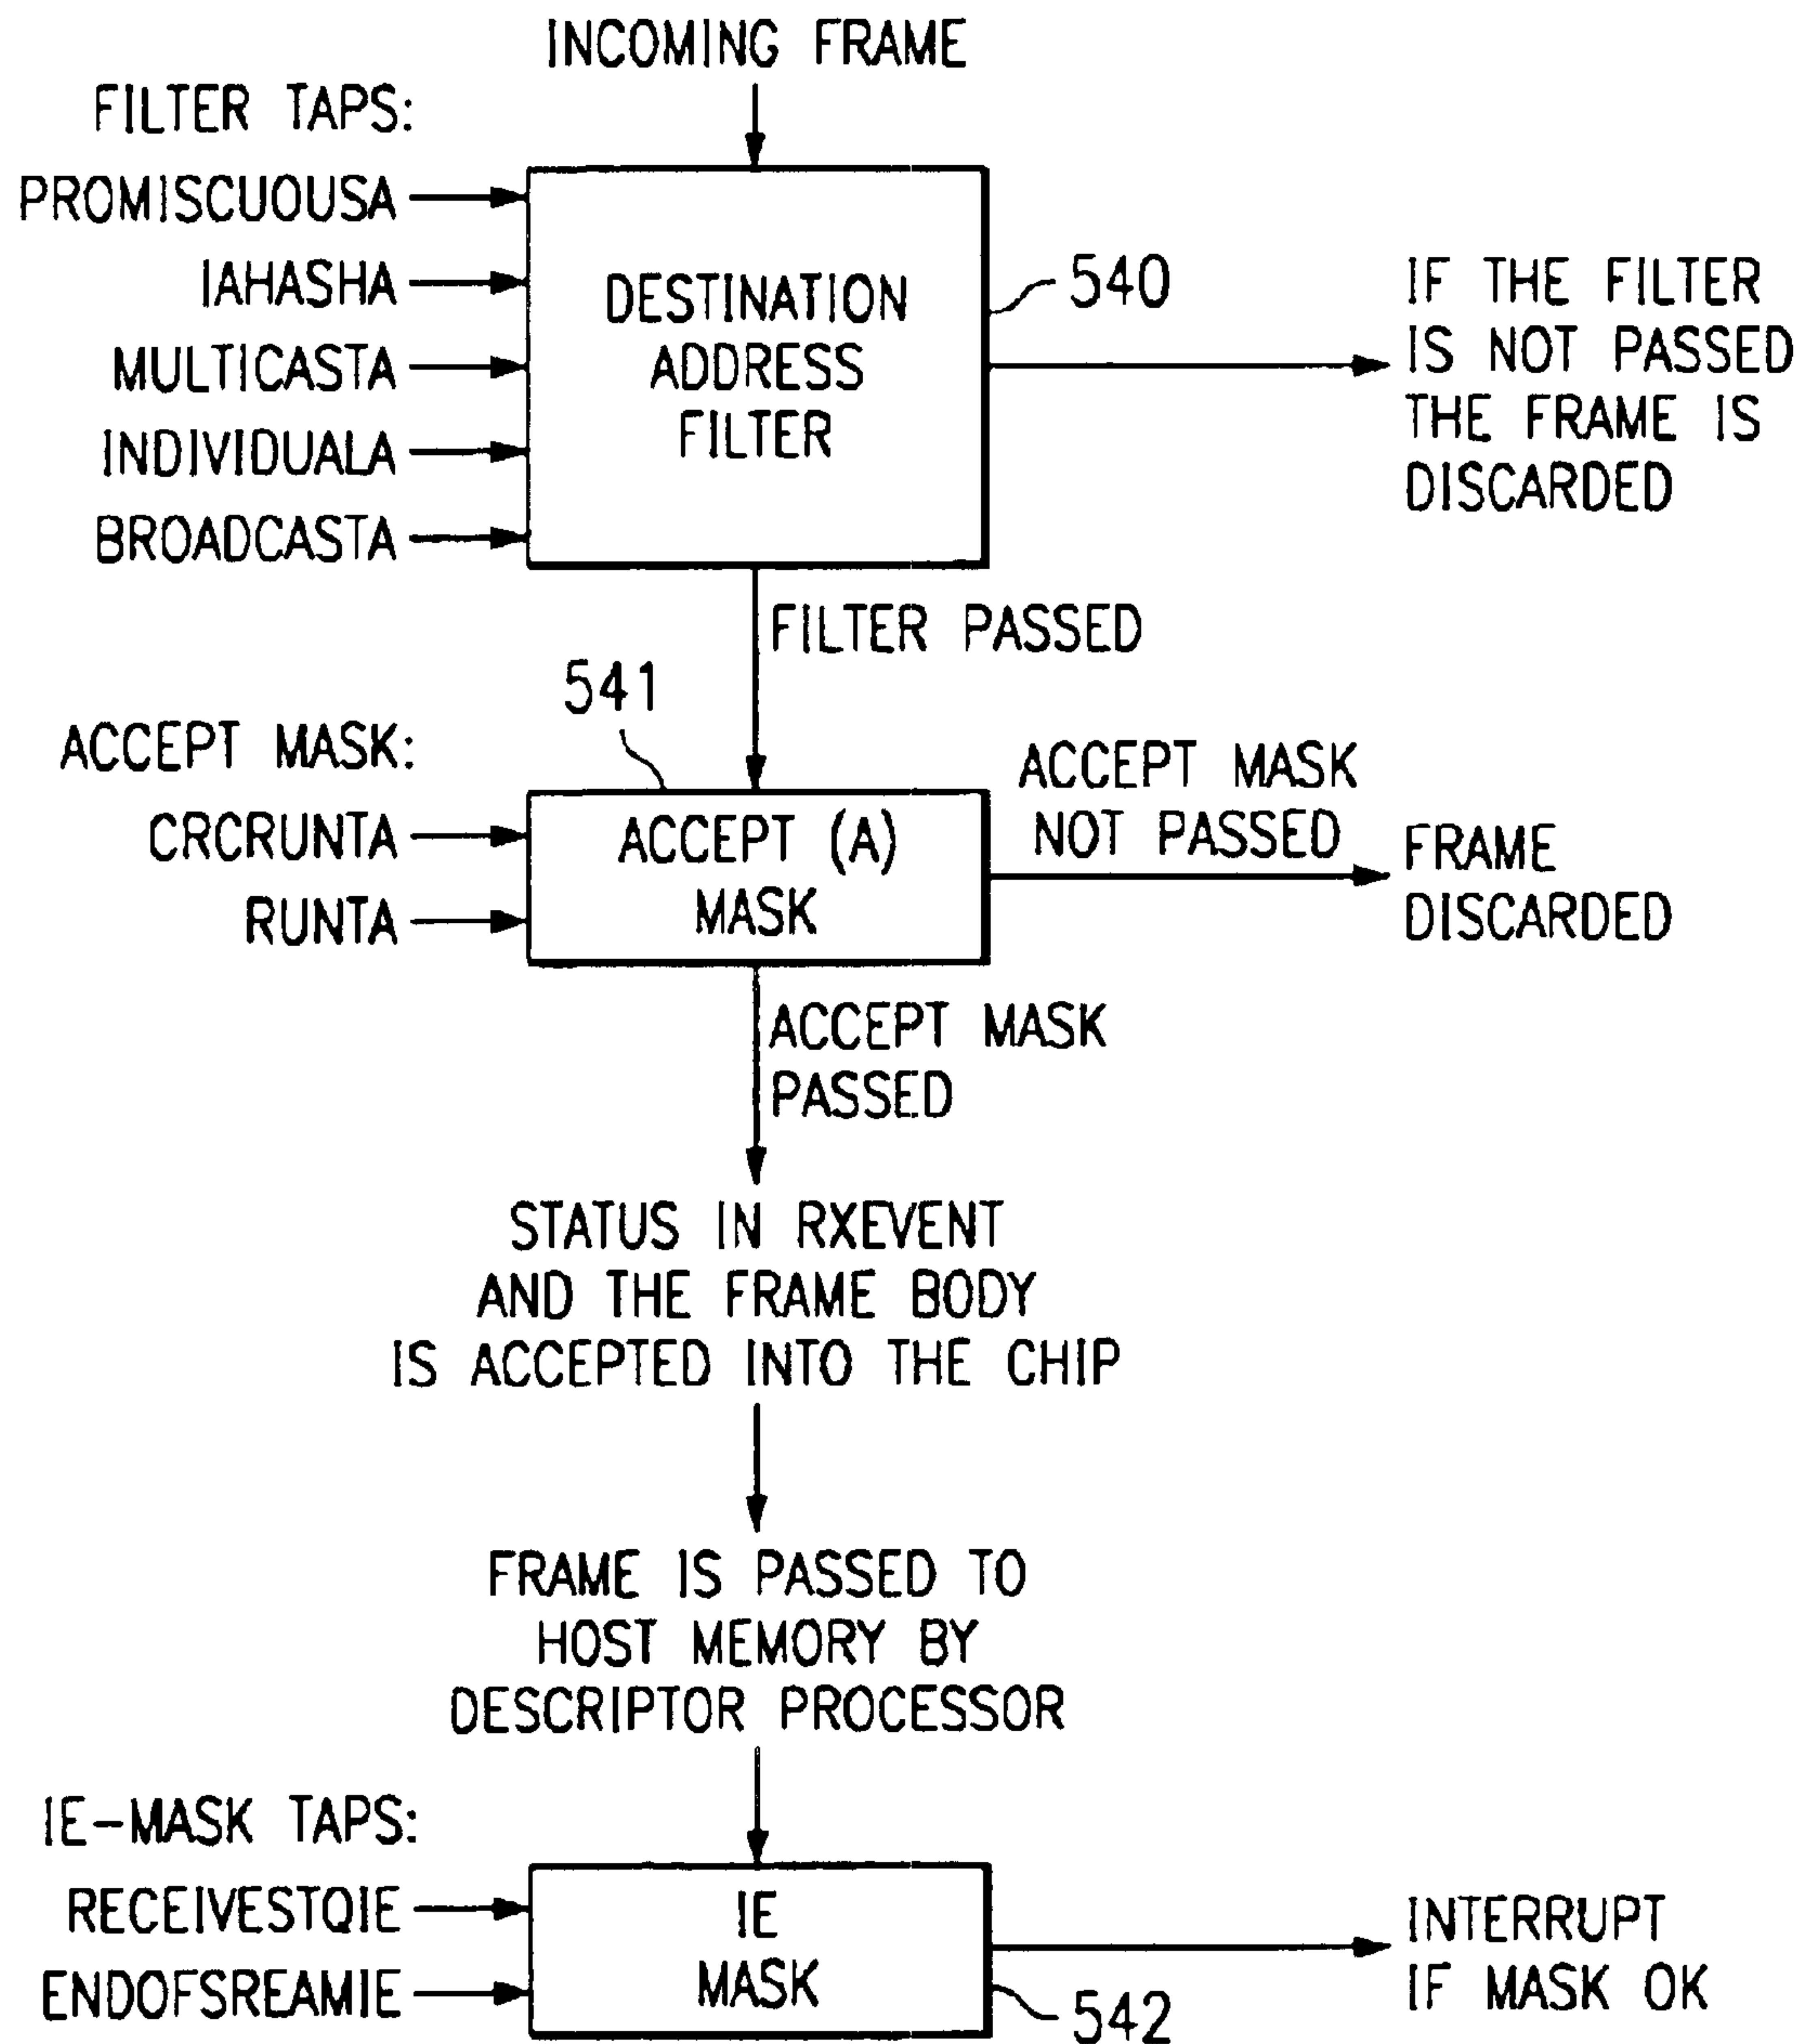 INCOMING FRAME
FILTER TAPS:
PROMISCUOUSA
IAHASHA
MULTICASTA
INDIVIDUALA
BROADCASTA
DESTINATION
ADDRESS
FILTER
540
IF THE FILTER
IS NOT PASSED
THE FRAME IS
DISCARDED
FILTER PASSED
541
ACCEPT MASK:
CRCRUNTA
RUNTA
ACCEPT (A)
MASK
ACCEPT MASK
NOT PASSED
FRAME
DISCARDED
ACCEPT MASK
PASSED
STATUS IN RXEVENT
AND THE FRAME BODY
IS ACCEPTED INTO THE CHIP
FRAME IS PASSED TO
HOST MEMORY BY
DESCRIPTOR PROCESSOR
IE-MASK TAPS:
RECEIVESTQIE
ENDOFSREAMIE
IE
MASK
542
INTERRUPT
IF MASK OK